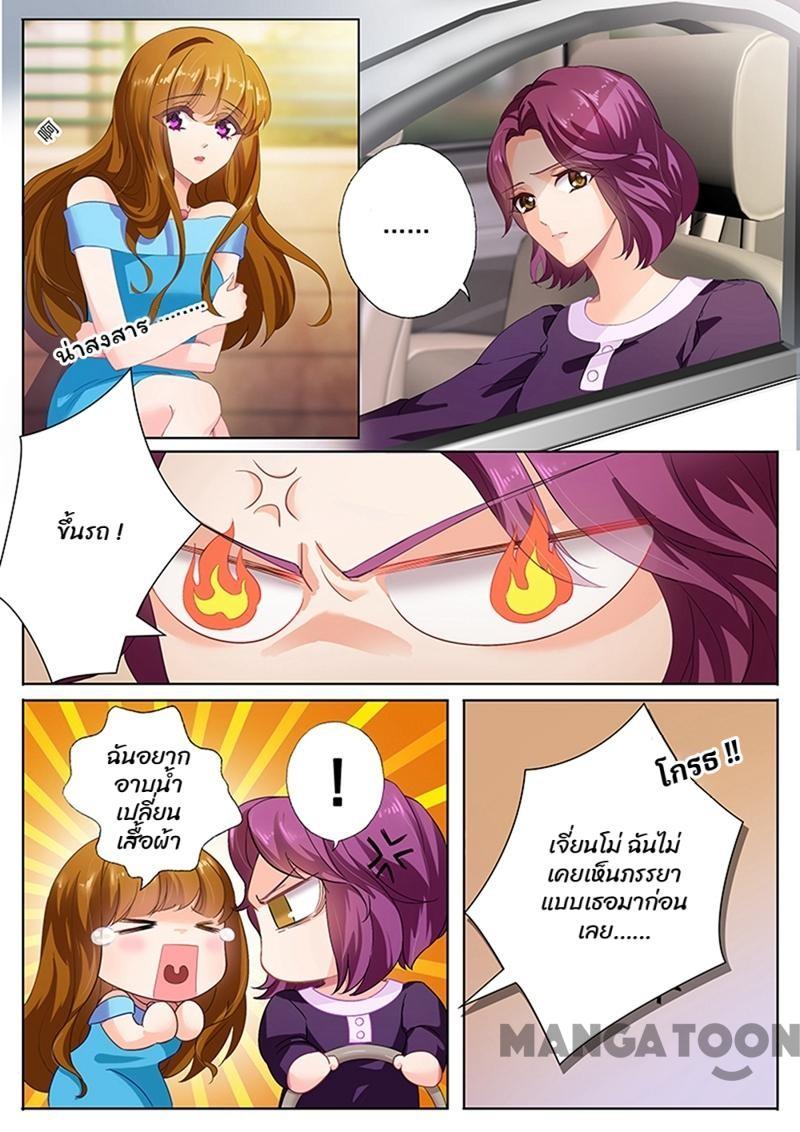 啊
......
น่าสงสาร ..........
ขึ้นรถ !
ฉันอยาก
อาบน้ำ
เปลี่ยน
เสื้อผ้า
!
โกรธ !!
เจี่ยนโม่ ฉันไม่
เคยเห็นภรรยา
แบบเธอมาก่อน
เลย......
MANGATOON